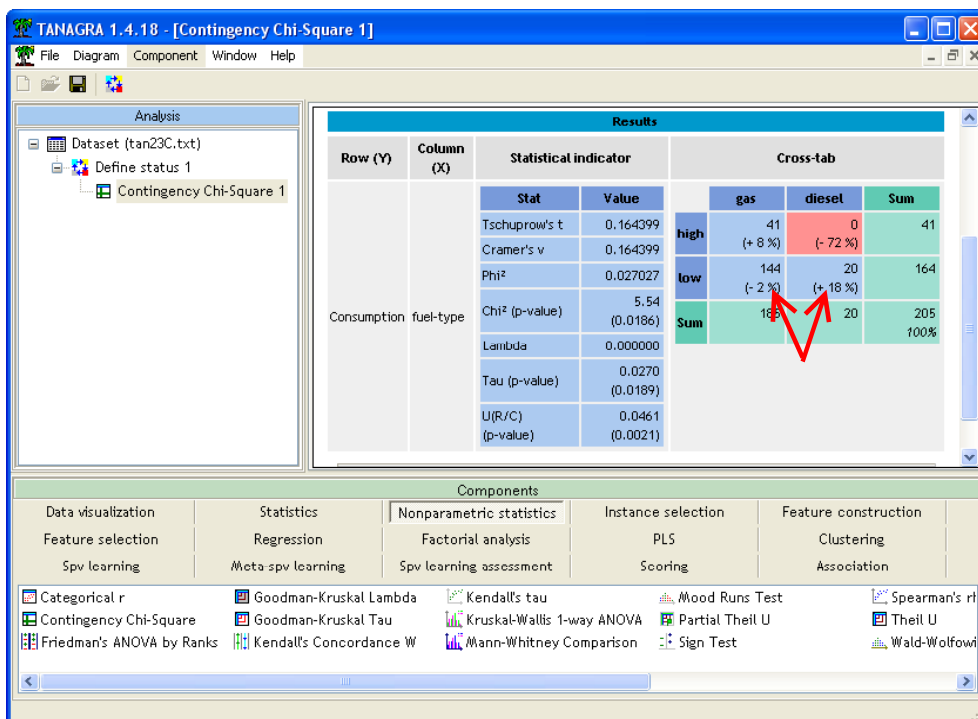 TANAGRA 1.4.18 - [Contingency Chi-Square 1]
File Diagram Component Window Help
Analysis
Dataset (tan23C.txt)
Define status 1
Contingency Chi-Square 1
Results
Row (Y) Column (X) Statistical indicator Cross-tab
Stat Value
Tschuprow's t 0.164399
Cramer's v 0.164399
Phi² 0.027027
Chi² (p-value) 5.54 (0.0186)
Lambda 0.000000
Tau (p-value) 0.0270 (0.0189)
U(R/C) (p-value) 0.0461 (0.0021)
Consumption fuel-type
gas diesel Sum
high 41 (+ 8 %) 0 (- 72 %) 41
low 144 (- 2 %) 20 (+ 18 %) 164
Sum 185 20 205 100%
Components
Data visualization Statistics Nonparametric statistics Instance selection Feature construction
Feature selection Regression Factorial analysis PLS Clustering
Spv learning Meta-spv learning Spv learning assessment Scoring Association
Categorical r Goodman-Kruskal Lambda Kendall's tau Mood Runs Test Spearman's rh
Contingency Chi-Square Goodman-Kruskal Tau Kruskal-Wallis 1-way ANOVA Partial Theil U Theil U
Friedman's ANOVA by Ranks Kendall's Concordance W Mann-Whitney Comparison Sign Test Wald-Wolfowi